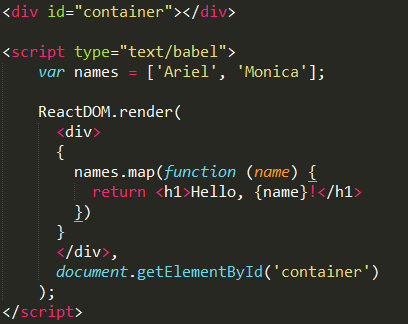 <div id="container"></div>

<script type="text/babel">
    var names = ['Ariel', 'Monica'];

    ReactDOM.render(
      <div>
      {
        names.map(function (name) {
          return <h1>Hello, {name}!</h1>
        })
      }
      </div>,
      document.getElementById('container')
    );
</script>